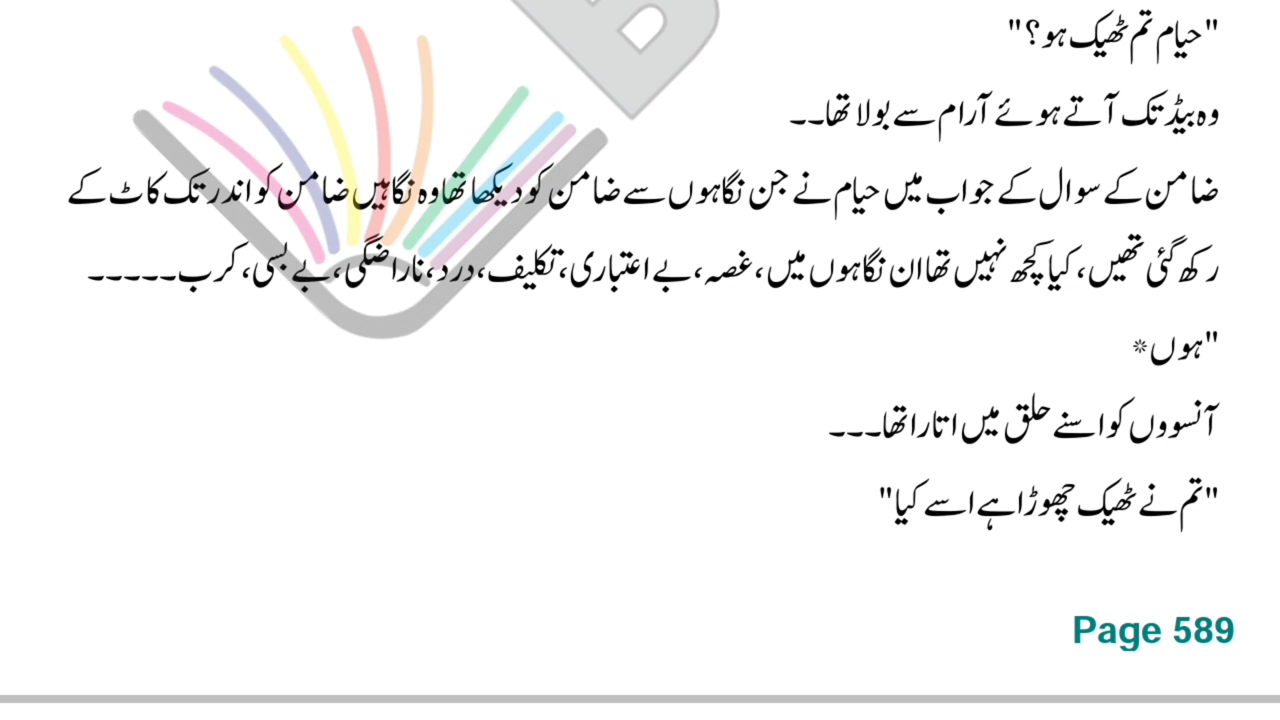 "حیام تم ٹھیک ہو؟"
وہ بیڈ تک آتے ہوئے آرام سے بولا تھا۔۔
ضامن کے سوال کے جواب میں حیام نے جن نگاہوں سے ضامن کو دیکھا تھا وہ نگاہیں ضامن کو اندر تک کاٹ کے
رکھ گئی تھیں، کیا کچھ نہیں تھا ان نگاہوں میں، غصہ، بے اعتباری، تکلیف، درد، ناراضگی، بے بسی، کرب۔۔۔۔۔
"ہوں*
آنسووں کو اسنے حلق میں اتارا تھا۔۔۔
"تم نے ٹھیک چھوڑا ہے اسے کیا"
Page 589